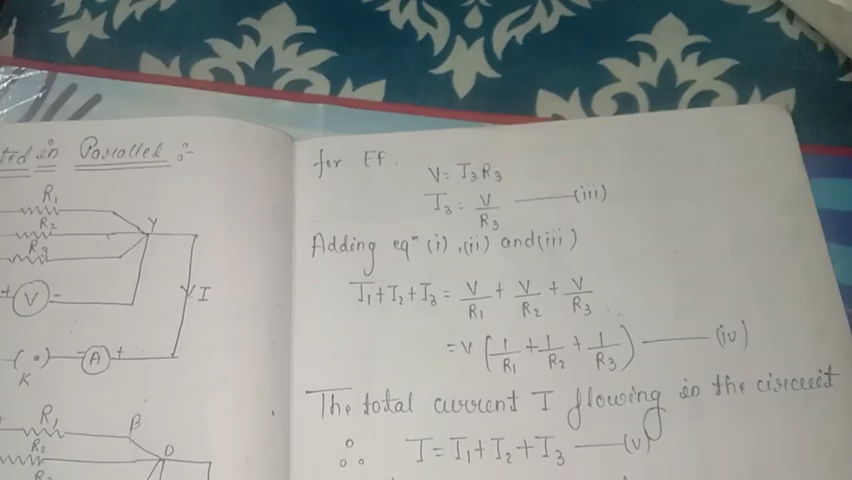 ted in Parallel :-
R1
R2
R3
Y
+ V -
I
( • )
K
- A +
R1
B
R2
D
for EF.
V = I3 R3
I3 = V/R3 —— (iii)
Adding eqn (i), (ii) and (iii)
I1 + I2 + I3 = V/R1 + V/R2 + V/R3
= V (1/R1 + 1/R2 + 1/R3) —— (iv)
The total current I flowing in the circuit
∴ I = I1 + I2 + I3 —— (v)